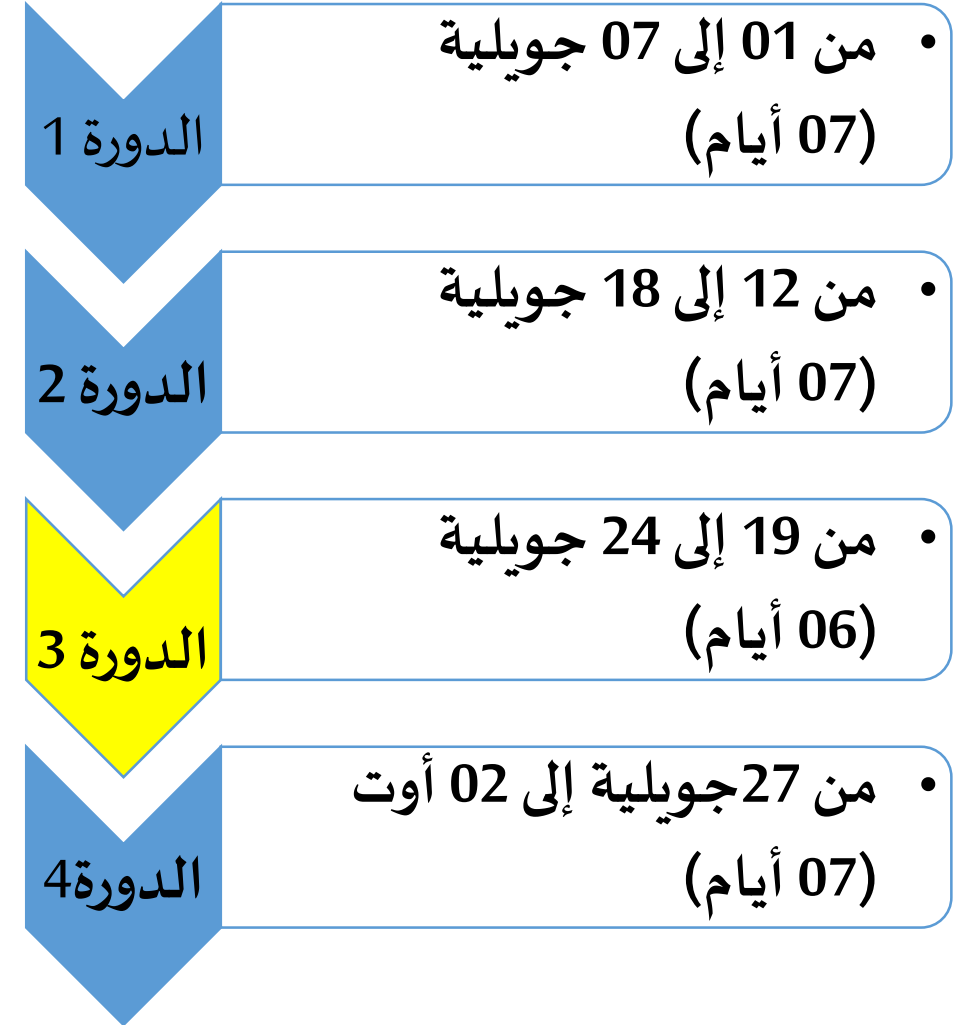 الدورة 1
• من 01 إلى 07 جويلية
(07 أيام)
الدورة 2
• من 12 إلى 18 جويلية
(07 أيام)
الدورة 3
• من 19 إلى 24 جويلية
(06 أيام)
الدورة4
• من 27جويلية إلى 02 أوت
(07 أيام)